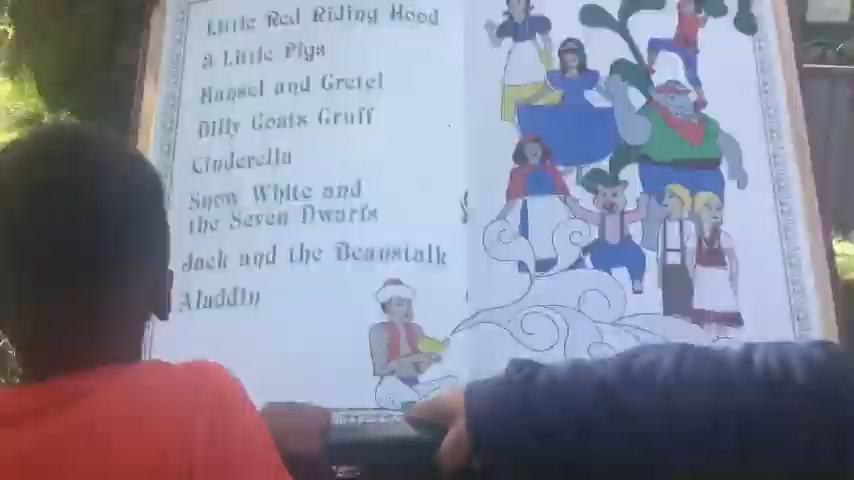 Little Red Riding Hood
3 Little Pigs
Hansel and Gretel
Billy Goats Gruff
Cinderella
Snow White and
the Seven Dwarfs
Jack and the Beanstalk
Aladdin